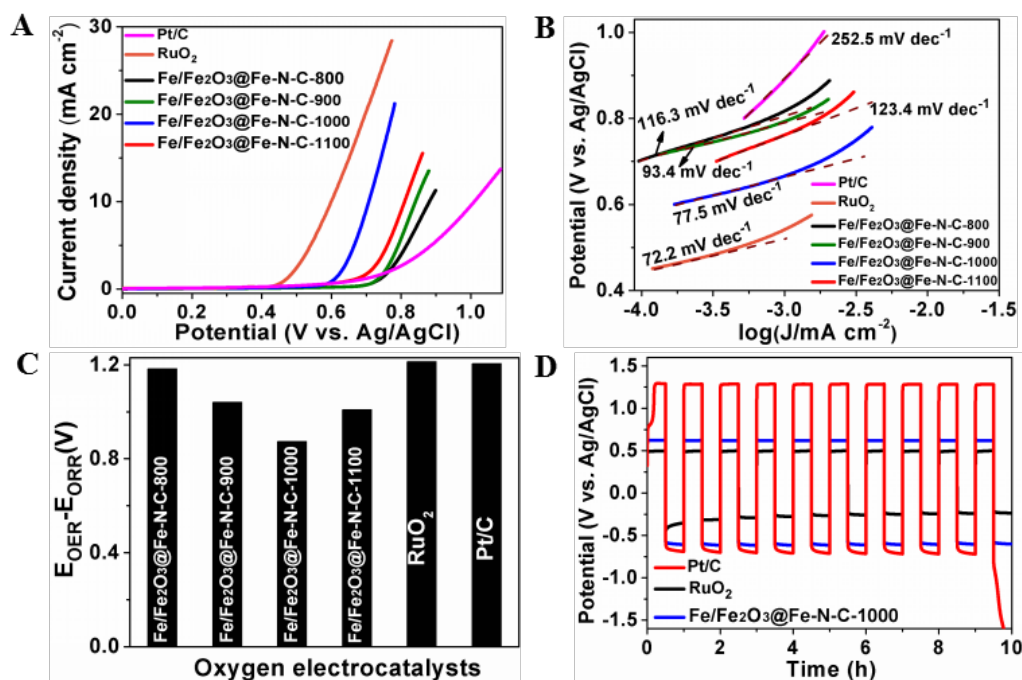 A
Current density (mA cm⁻²)
30
20
10
0
Pt/C
RuO₂
Fe/Fe₂O₃@Fe-N-C-800
Fe/Fe₂O₃@Fe-N-C-900
Fe/Fe₂O₃@Fe-N-C-1000
Fe/Fe₂O₃@Fe-N-C-1100
0.0 0.2 0.4 0.6 0.8 1.0
Potential (V vs. Ag/AgCl)
B
Potential (V vs. Ag/AgCl)
1.0
0.8
0.6
0.4
252.5 mV dec⁻¹
116.3 mV dec⁻¹
123.4 mV dec⁻¹
93.4 mV dec⁻¹
77.5 mV dec⁻¹
72.2 mV dec⁻¹
Pt/C
RuO₂
Fe/Fe₂O₃@Fe-N-C-800
Fe/Fe₂O₃@Fe-N-C-900
Fe/Fe₂O₃@Fe-N-C-1000
Fe/Fe₂O₃@Fe-N-C-1100
-4.0 -3.5 -3.0 -2.5 -2.0 -1.5
log(J/mA cm⁻²)
C
E_OER-E_ORR(V)
1.2
0.8
0.4
0.0
Fe/Fe₂O₃@Fe-N-C-800
Fe/Fe₂O₃@Fe-N-C-900
Fe/Fe₂O₃@Fe-N-C-1000
Fe/Fe₂O₃@Fe-N-C-1100
RuO₂
Pt/C
Oxygen electrocatalysts
D
Potential (V vs. Ag/AgCl)
1.5
1.0
0.5
0.0
-0.5
-1.0
-1.5
Pt/C
RuO₂
Fe/Fe₂O₃@Fe-N-C-1000
0 2 4 6 8 10
Time (h)